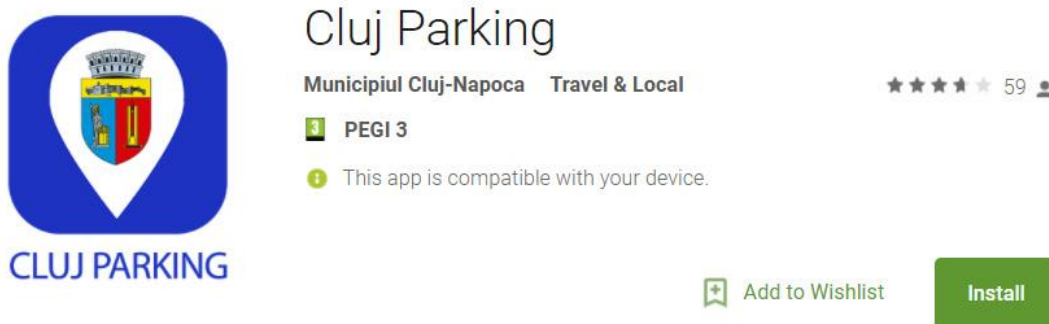 Cluj Parking
Municipiul Cluj-Napoca Travel & Local 59
3 PEGI 3
This app is compatible with your device.
CLUJ PARKING
Add to Wishlist Install